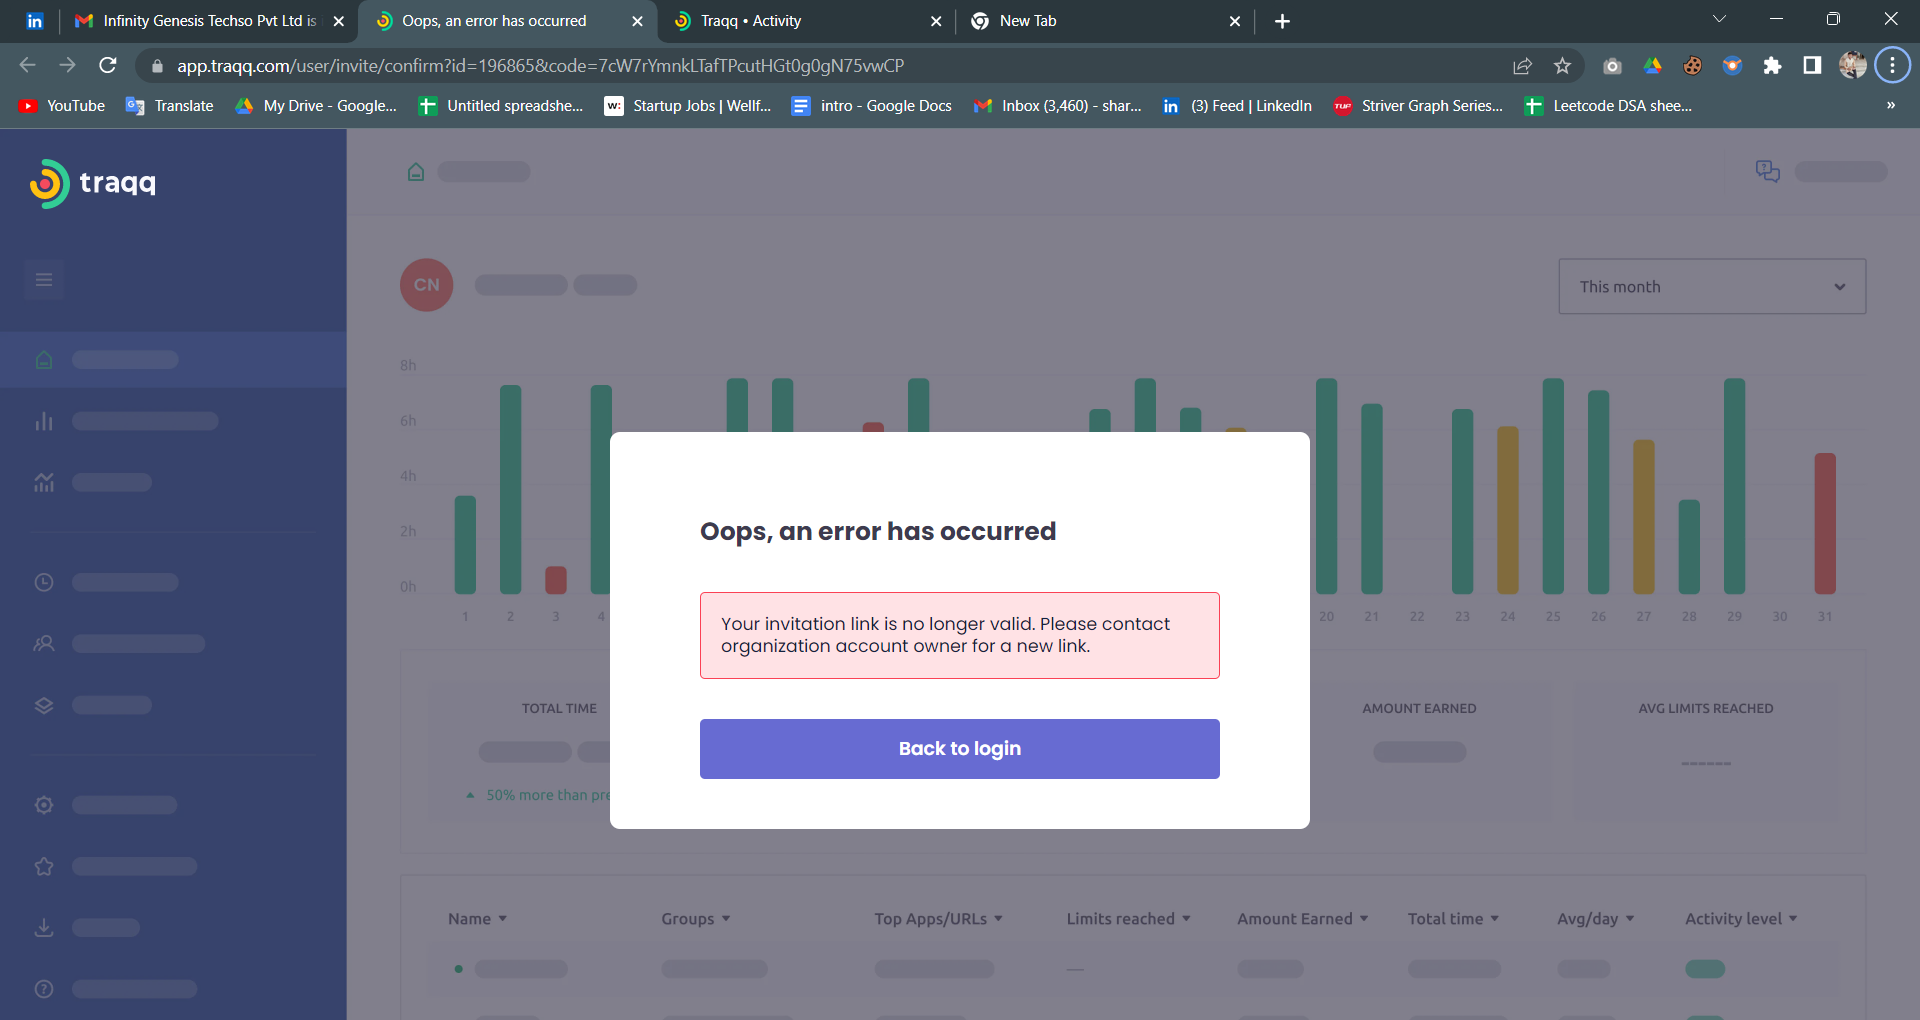 Infinity Genesis Techso Pvt Ltd is
Oops, an error has occurred
Traqq • Activity
New Tab
app.traqq.com/user/invite/confirm?id=196865&code=7cW7rYmnkLTafTPcutHGt0g0gN75vwCP
YouTube
Translate
My Drive - Google...
Untitled spreadshe...
w: Startup Jobs | Wellf...
intro - Google Docs
Inbox (3,460) - shar...
in (3) Feed | LinkedIn
TUF Striver Graph Series...
Leetcode DSA shee...
»
traqq
CN
This month
8h
6h
4h
2h
0h
1 2 3 4 20 21 22 23 24 25 26 27 28 29 30 31
Oops, an error has occurred
Your invitation link is no longer valid. Please contact
organization account owner for a new link.
Back to login
TOTAL TIME
50% more than pre
AMOUNT EARNED
AVG LIMITS REACHED
------
Name Groups Top Apps/URLs Limits reached Amount Earned Total time Avg/day Activity level
—